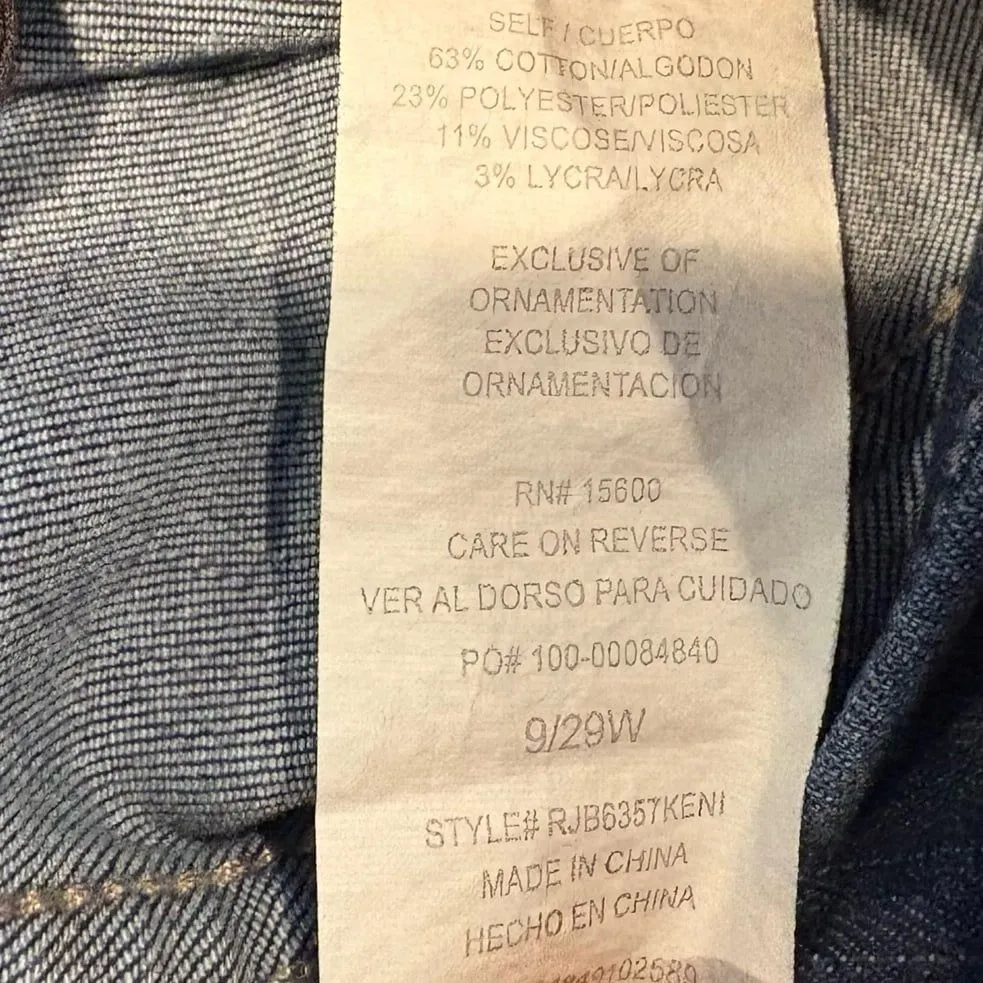 SELF / CUERPO
63% COTTON/ALGODON
23% POLYESTER/POLIESTER
11% VISCOSE/VISCOSA
3% LYCRA/LYCRA
EXCLUSIVE OF
ORNAMENTATION
EXCLUSIVO DE
ORNAMENTACION
RN# 15600
CARE ON REVERSE
VER AL DORSO PARA CUIDADO
PO# 100-00084840
9/29W
STYLE# RJB6357KENI
MADE IN CHINA
HECHO EN CHINA